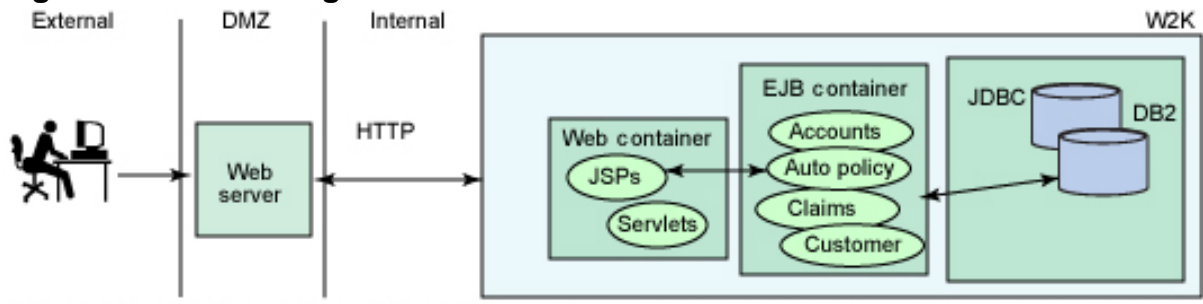 External
DMZ
Internal
W2K
HTTP
Web
server
Web container
JSPs
Servlets
EJB container
Accounts
Auto policy
Claims
Customer
JDBC
DB2